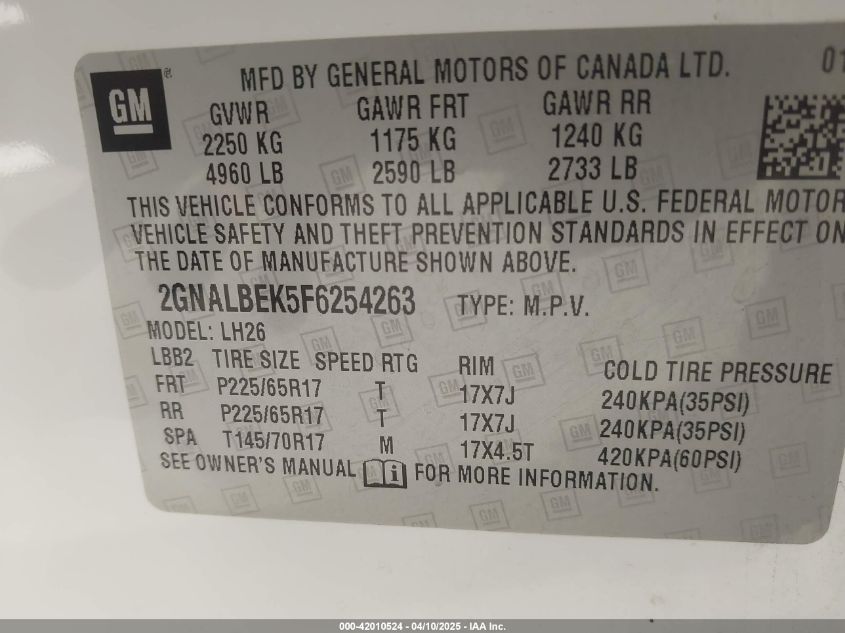 GM ® MFD BY GENERAL MOTORS OF CANADA LTD. 01
GVWR GAWR FRT GAWR RR
2250 KG 1175 KG 1240 KG
4960 LB 2590 LB 2733 LB
THIS VEHICLE CONFORMS TO ALL APPLICABLE U.S. FEDERAL MOTOR
VEHICLE SAFETY AND THEFT PREVENTION STANDARDS IN EFFECT ON
THE DATE OF MANUFACTURE SHOWN ABOVE.
2GNALBEK5F6254263 TYPE: M.P.V.
MODEL: LH26
LBB2 TIRE SIZE SPEED RTG RIM COLD TIRE PRESSURE
FRT P225/65R17 T 17X7J 240KPA(35PSI)
RR P225/65R17 T 17X7J 240KPA(35PSI)
SPA T145/70R17 M 17X4.5T 420KPA(60PSI)
SEE OWNER'S MANUAL i FOR MORE INFORMATION.
000-42010524 - 04/10/2025 - IAA Inc.